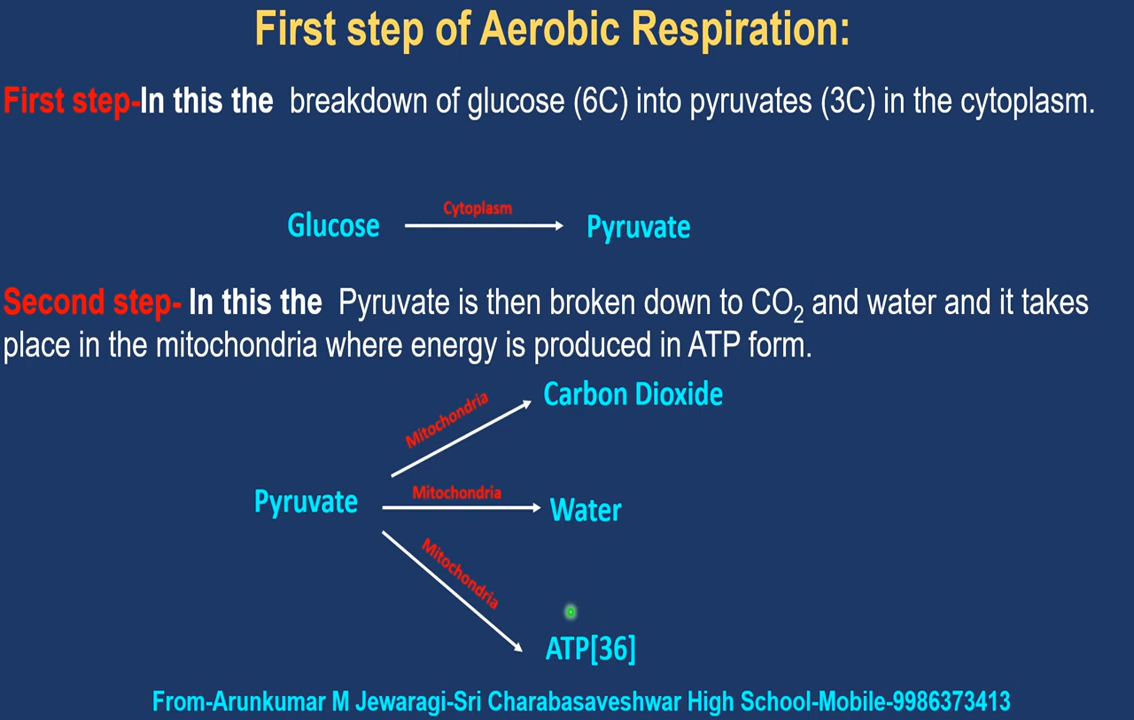 First step of Aerobic Respiration:
First step-In this the breakdown of glucose (6C) into pyruvates (3C) in the cytoplasm.
Cytoplasm
Glucose
Pyruvate
Second step- In this the Pyruvate is then broken down to CO₂ and water and it takes
place in the mitochondria where energy is produced in ATP form.
Mitochondria
Carbon Dioxide
Pyruvate
Mitochondria
Water
Mitochondria
ATP[36]
From-Arunkumar M Jewaragi-Sri Charabasaveshwar High School-Mobile-9986373413